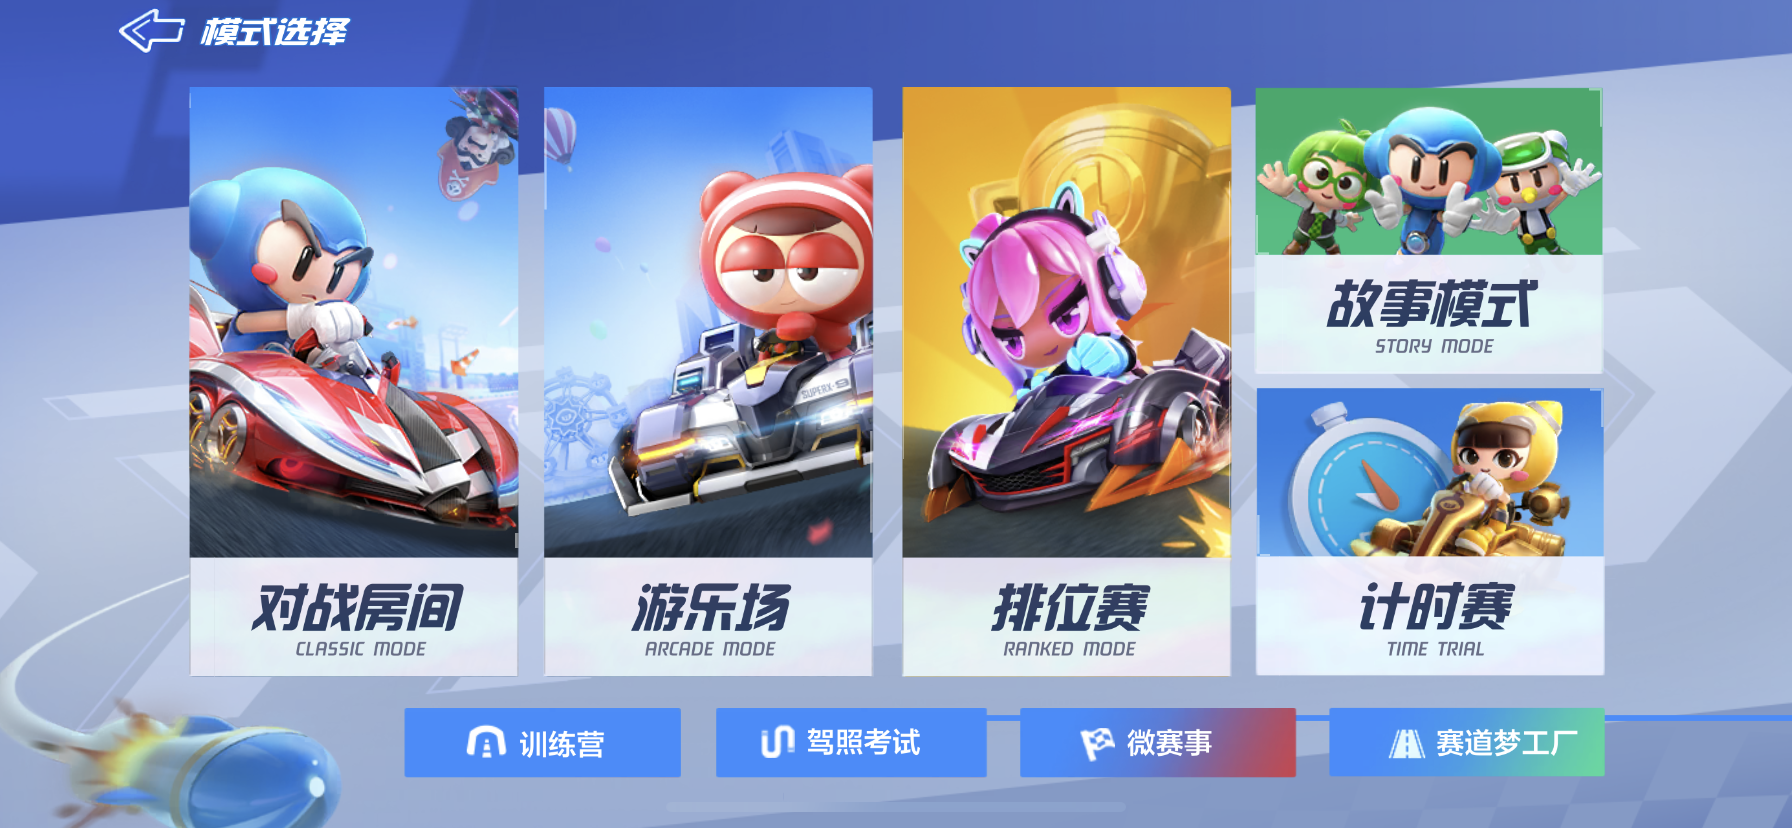 模式选择
SUPERX-9
对战房间
CLASSIC MODE
游乐场
ARCADE MODE
排位赛
RANKED MODE
故事模式
STORY MODE
计时赛
TIME TRIAL
训练营
驾照考试
微赛事
赛道梦工厂